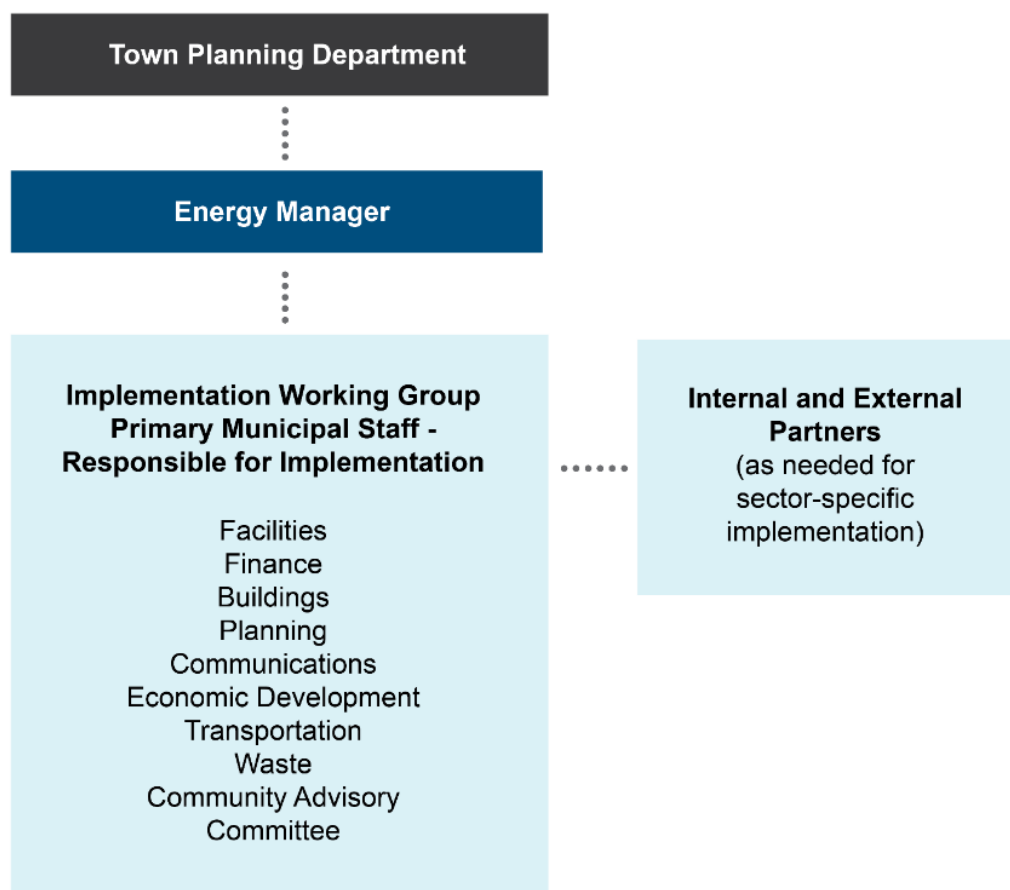 Town Planning Department
Energy Manager
Implementation Working Group
Primary Municipal Staff -
Responsible for Implementation
Facilities
Finance
Buildings
Planning
Communications
Economic Development
Transportation
Waste
Community Advisory
Committee
Internal and External
Partners
(as needed for
sector-specific
implementation)